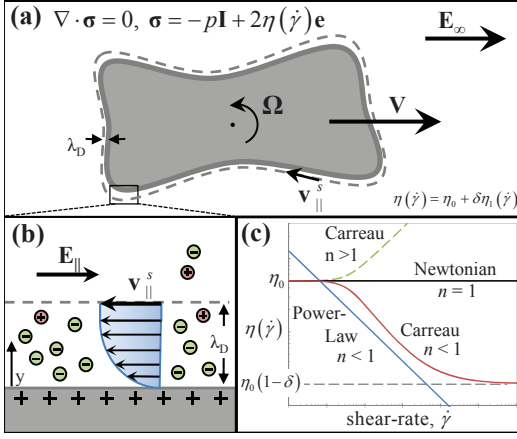 (a) ∇ · σ = 0, σ = −pI + 2η(γ̇)e
E∞
Ω
V
λD
v∥ˢ
η(γ̇) = η₀ + δη₁(γ̇)
(b)
E∥
v∥ˢ
λD
y
(c)
Carreau
n >1
η₀
Newtonian
n = 1
Power-
Law
n < 1
Carreau
n < 1
η(γ̇)
η₀(1−δ)
shear-rate, γ̇